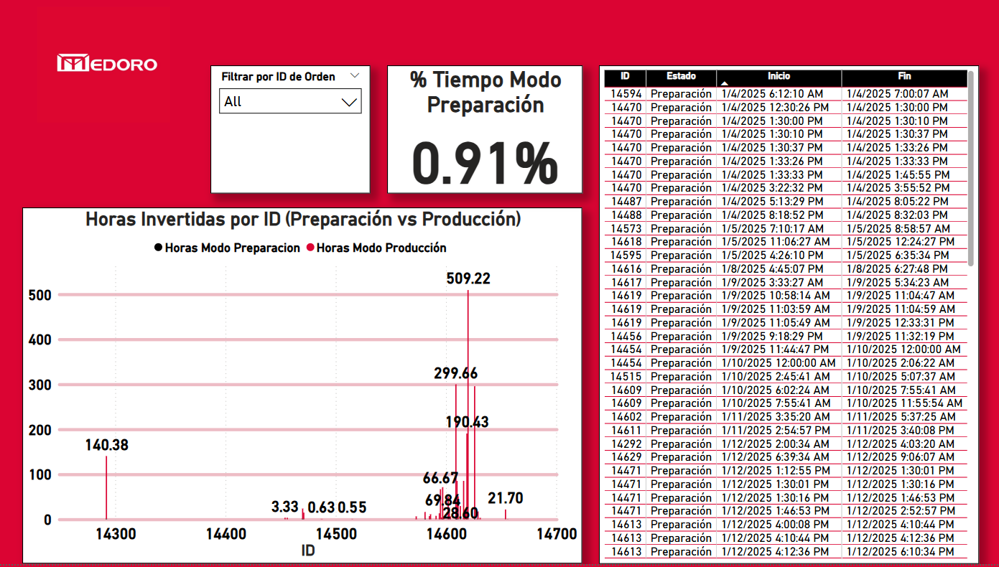 MEDORO
Filtrar por ID de Orden
All
% Tiempo Modo
Preparación
0.91%
Horas Invertidas por ID (Preparación vs Producción)
Horas Modo Preparacion Horas Modo Producción
509.22
500
400
299.66
300
190.43
200
140.38
100
66.67
69.84
28.60
3.33 0.63 0.55
21.70
0
14300 14400 14500 14600 14700
ID
ID Estado Inicio Fin
14594 Preparación 1/4/2025 6:12:10 AM 1/4/2025 7:00:07 AM
14470 Preparación 1/4/2025 12:30:26 PM 1/4/2025 1:30:00 PM
14470 Preparación 1/4/2025 1:30:00 PM 1/4/2025 1:30:10 PM
14470 Preparación 1/4/2025 1:30:10 PM 1/4/2025 1:30:37 PM
14470 Preparación 1/4/2025 1:30:37 PM 1/4/2025 1:33:26 PM
14470 Preparación 1/4/2025 1:33:26 PM 1/4/2025 1:33:33 PM
14470 Preparación 1/4/2025 1:33:33 PM 1/4/2025 1:45:55 PM
14470 Preparación 1/4/2025 3:22:32 PM 1/4/2025 3:55:52 PM
14487 Preparación 1/4/2025 5:13:29 PM 1/4/2025 8:05:22 PM
14488 Preparación 1/4/2025 8:18:52 PM 1/4/2025 8:32:03 PM
14573 Preparación 1/5/2025 7:10:17 AM 1/5/2025 8:58:57 AM
14618 Preparación 1/5/2025 11:06:27 AM 1/5/2025 12:24:27 PM
14595 Preparación 1/5/2025 4:26:10 PM 1/5/2025 6:35:34 PM
14616 Preparación 1/8/2025 4:45:07 PM 1/8/2025 6:27:48 PM
14617 Preparación 1/9/2025 3:33:27 AM 1/9/2025 5:34:23 AM
14619 Preparación 1/9/2025 10:58:14 AM 1/9/2025 11:04:47 AM
14619 Preparación 1/9/2025 11:03:59 AM 1/9/2025 11:04:59 AM
14619 Preparación 1/9/2025 11:05:49 AM 1/9/2025 12:33:31 PM
14456 Preparación 1/9/2025 9:18:29 PM 1/9/2025 11:32:19 PM
14454 Preparación 1/9/2025 11:44:47 PM 1/10/2025 12:00:00 AM
14454 Preparación 1/10/2025 12:00:00 AM 1/10/2025 2:06:22 AM
14515 Preparación 1/10/2025 2:45:41 AM 1/10/2025 5:07:37 AM
14609 Preparación 1/10/2025 6:02:24 AM 1/10/2025 7:55:41 AM
14609 Preparación 1/10/2025 7:55:41 AM 1/10/2025 11:55:54 AM
14602 Preparación 1/11/2025 3:35:20 AM 1/11/2025 5:37:25 AM
14611 Preparación 1/11/2025 2:54:57 PM 1/11/2025 3:40:08 PM
14292 Preparación 1/12/2025 2:00:34 AM 1/12/2025 4:03:20 AM
14629 Preparación 1/12/2025 6:39:34 AM 1/12/2025 9:06:07 AM
14471 Preparación 1/12/2025 1:12:55 PM 1/12/2025 1:30:01 PM
14471 Preparación 1/12/2025 1:30:01 PM 1/12/2025 1:30:16 PM
14471 Preparación 1/12/2025 1:30:16 PM 1/12/2025 1:46:53 PM
14471 Preparación 1/12/2025 1:46:53 PM 1/12/2025 2:52:57 PM
14613 Preparación 1/12/2025 4:00:08 PM 1/12/2025 4:10:44 PM
14613 Preparación 1/12/2025 4:10:44 PM 1/12/2025 4:12:36 PM
14613 Preparación 1/12/2025 4:12:36 PM 1/12/2025 6:10:34 PM